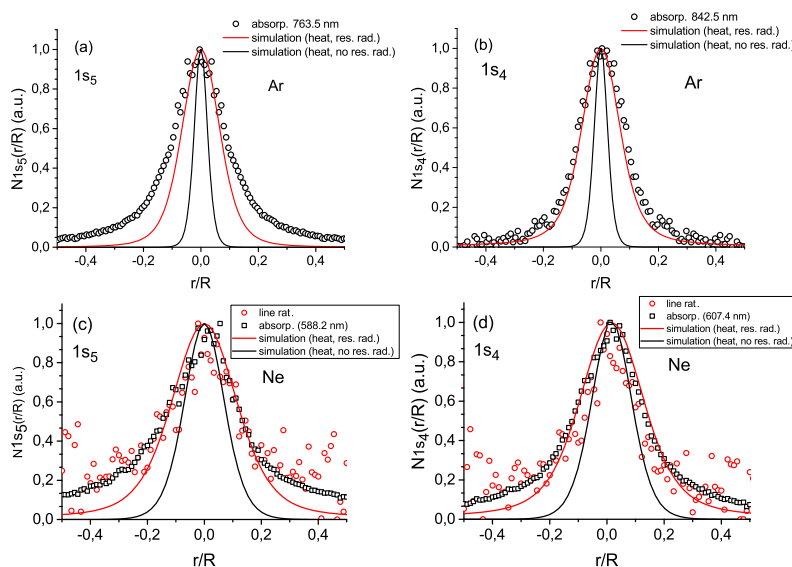 (a)
absorp. 763.5 nm
simulation (heat, res. rad.)
simulation (heat, no res. rad.)
1s5
Ar
N1s5(r/R) (a.u.)
1,0
0,8
0,6
0,4
0,2
0,0
-0,4 -0,2 0,0 0,2 0,4
r/R
(b)
absorp. 842.5 nm
simulation (heat, res. rad.)
simulation (heat, no res. rad.)
1s4
Ar
N1s4(r/R) (a.u.)
1,0
0,8
0,6
0,4
0,2
0,0
-0,4 -0,2 0,0 0,2 0,4
r/R
(c)
line rat.
absorp. (588.2 nm)
simulation (heat, res. rad.)
simulation (heat, no res. rad.)
1s5
Ne
N1s5(r/R) (a.u.)
1,0
0,8
0,6
0,4
0,2
0,0
-0,4 -0,2 0,0 0,2 0,4
r/R
(d)
line rat.
absorp. (607.4 nm)
simulation (heat, res. rad.)
simulation (heat, no res. rad.)
1s4
Ne
N1s4(r/R) (a.u.)
1,0
0,8
0,6
0,4
0,2
0,0
-0,4 -0,2 0,0 0,2 0,4
r/R